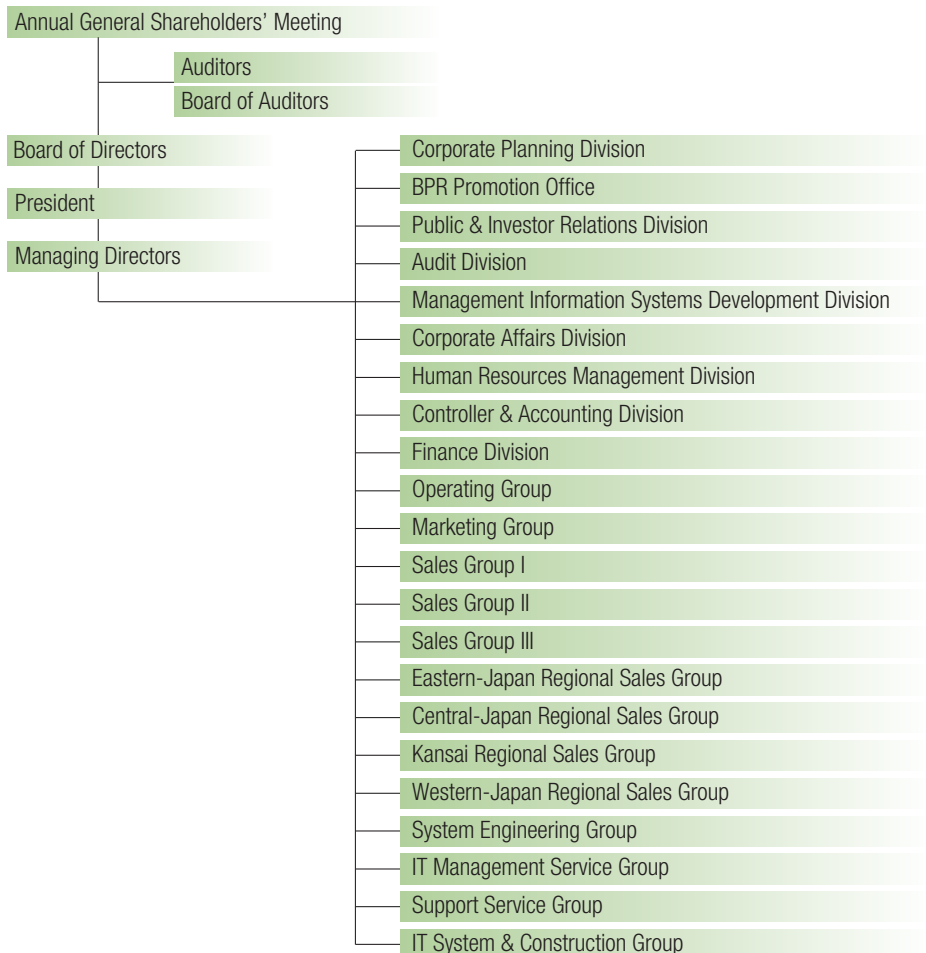 Annual General Shareholders’ Meeting
Auditors
Board of Auditors
Board of Directors
President
Managing Directors
Corporate Planning Division
BPR Promotion Office
Public & Investor Relations Division
Audit Division
Management Information Systems Development Division
Corporate Affairs Division
Human Resources Management Division
Controller & Accounting Division
Finance Division
Operating Group
Marketing Group
Sales Group I
Sales Group II
Sales Group III
Eastern-Japan Regional Sales Group
Central-Japan Regional Sales Group
Kansai Regional Sales Group
Western-Japan Regional Sales Group
System Engineering Group
IT Management Service Group
Support Service Group
IT System & Construction Group